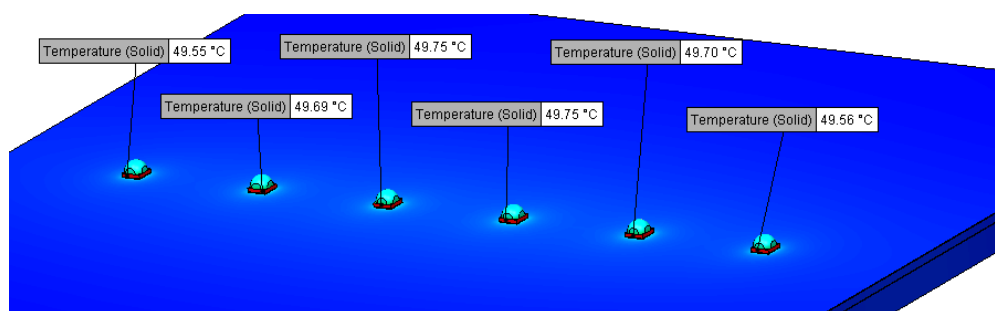 Temperature (Solid) 49.55 °C
Temperature (Solid) 49.75 °C
Temperature (Solid) 49.70 °C
Temperature (Solid) 49.69 °C
Temperature (Solid) 49.75 °C
Temperature (Solid) 49.56 °C